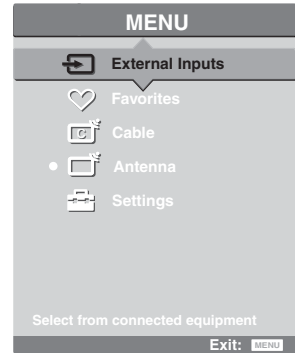 MENU
External Inputs
Favorites
C Cable
Antenna
Settings
Select from connected equipment
Exit: MENU